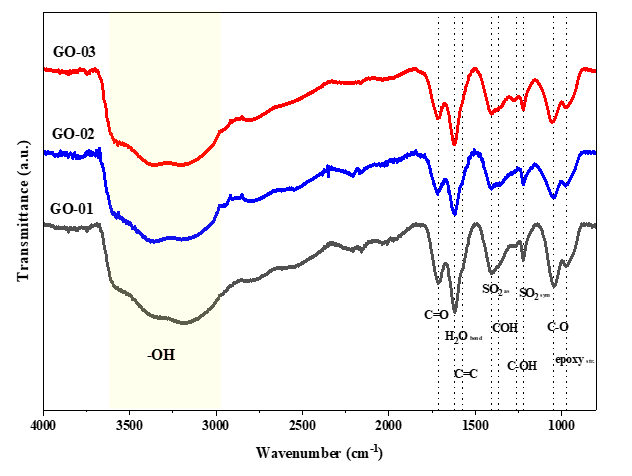 GO-03
GO-02
GO-01
Transmittance (a.u.)
SO2 as
SO2 sym
C=O
H2O bend
COH
C-O
C-OH
epoxy str.
C=C
-OH
4000 3500 3000 2500 2000 1500 1000
Wavenumber (cm-1)